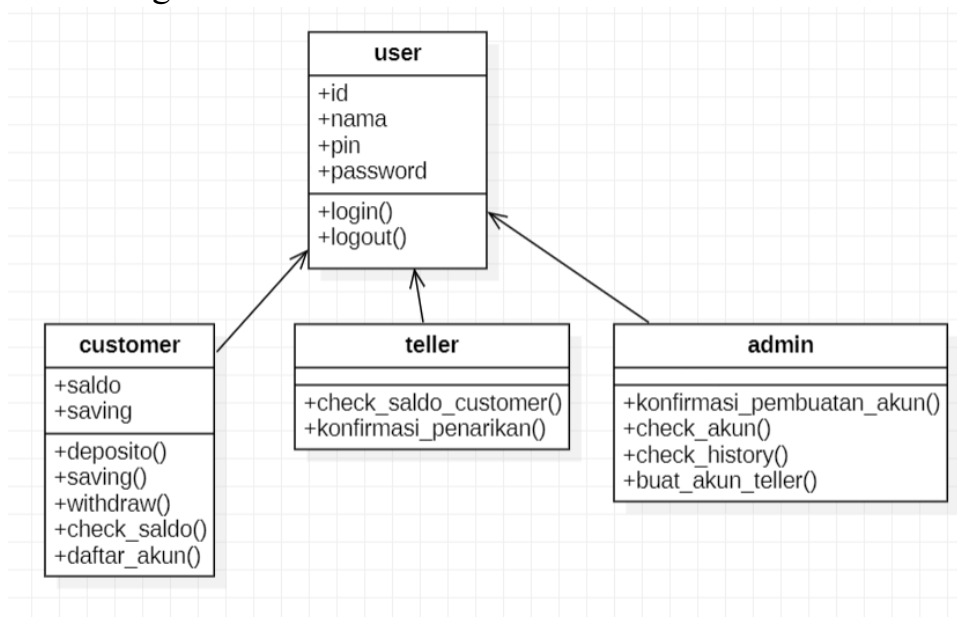 user
+id
+nama
+pin
+password
+login()
+logout()
customer
+saldo
+saving
+deposito()
+saving()
+withdraw()
+check_saldo()
+daftar_akun()
teller
+check_saldo_customer()
+konfirmasi_penarikan()
admin
+konfirmasi_pembuatan_akun()
+check_akun()
+check_history()
+buat_akun_teller()